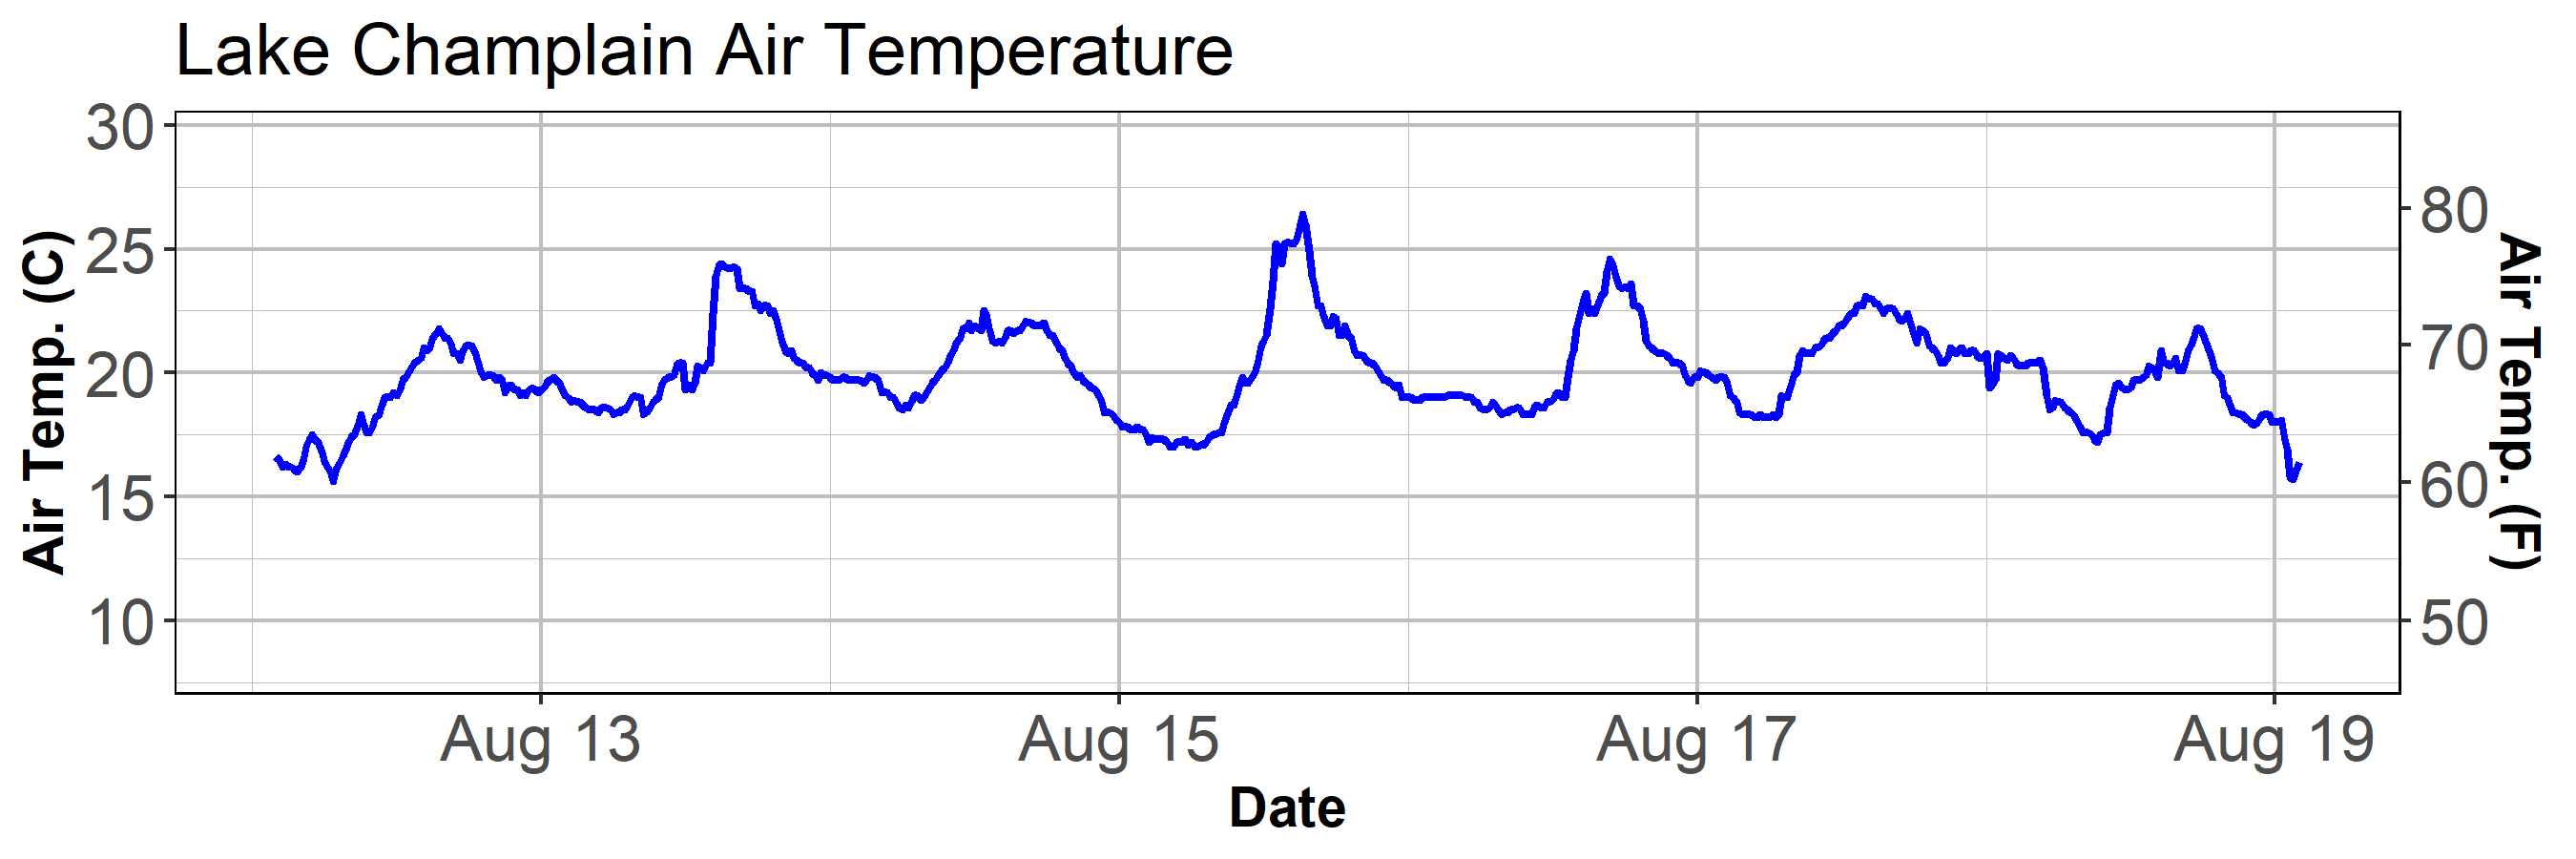 Lake Champlain Air Temperature
Air Temp. (C)
30
25
20
15
10
80
70
60
50
Air Temp. (F)
Aug 13
Aug 15
Aug 17
Aug 19
Date